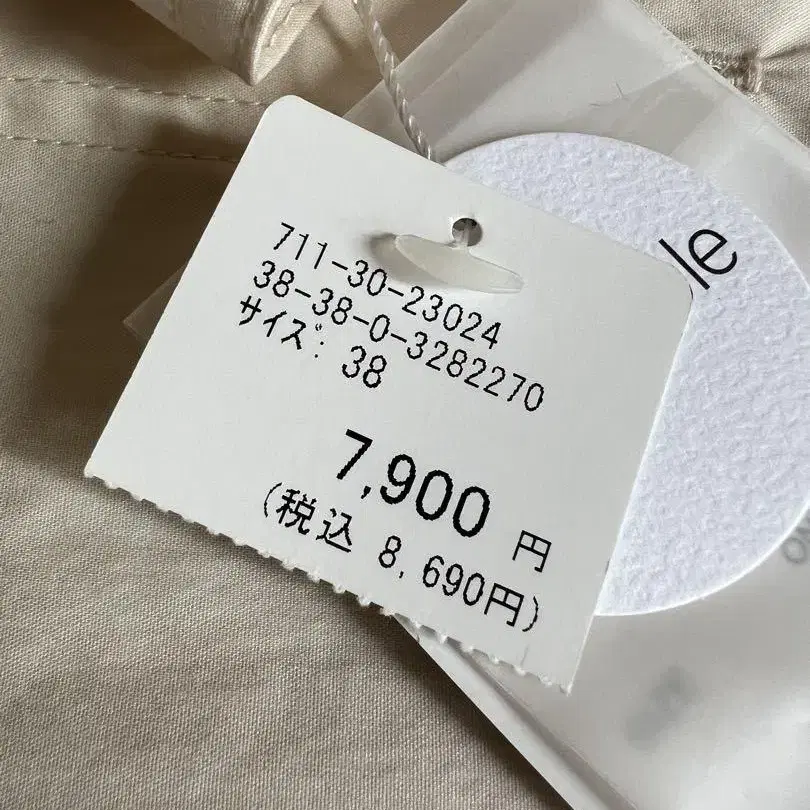 711-30-23024
38-38-0-3282270
サイズ: 38
7,900 円
(税込 8,690円)
le